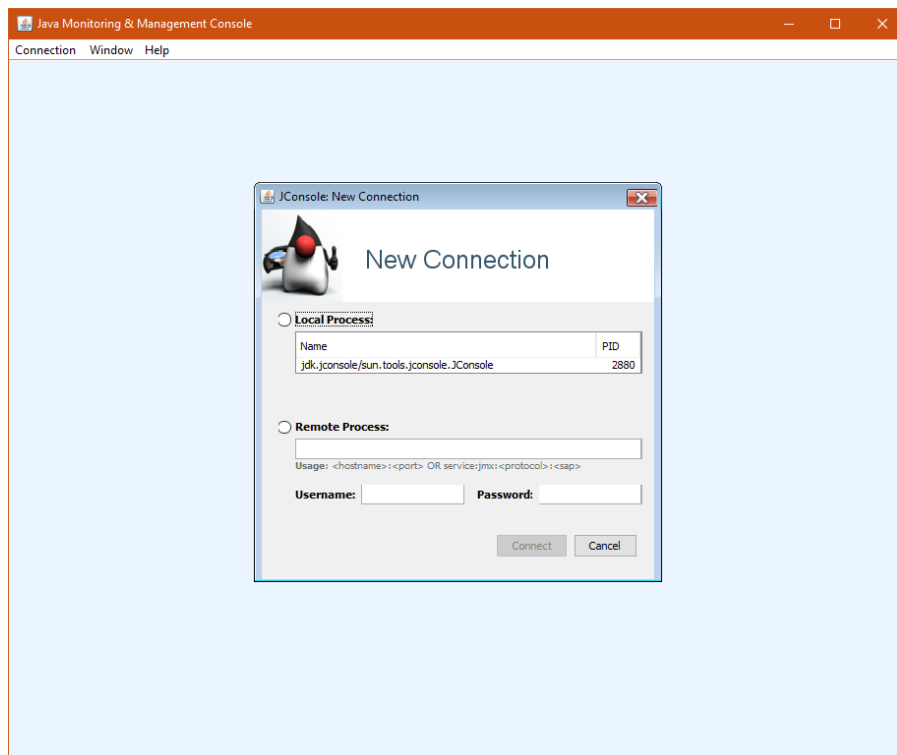 Java Monitoring & Management Console
Connection Window Help
JConsole: New Connection
New Connection
Local Process:
Name PID
jdk.jconsole/sun.tools.jconsole.JConsole 2880
Remote Process:
Usage: <hostname>:<port> OR service:jmx:<protocol>:<sap>
Username: Password:
Connect Cancel